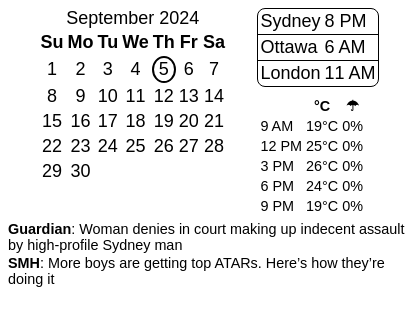 September 2024
Su Mo Tu We Th Fr Sa
1 2 3 4 5 6 7
8 9 10 11 12 13 14
15 16 17 18 19 20 21
22 23 24 25 26 27 28
29 30
Sydney 8 PM
Ottawa 6 AM
London 11 AM
°C ☂
9 AM 19°C 0%
12 PM 25°C 0%
3 PM 26°C 0%
6 PM 24°C 0%
9 PM 19°C 0%
Guardian: Woman denies in court making up indecent assault
by high-profile Sydney man
SMH: More boys are getting top ATARs. Here’s how they’re
doing it